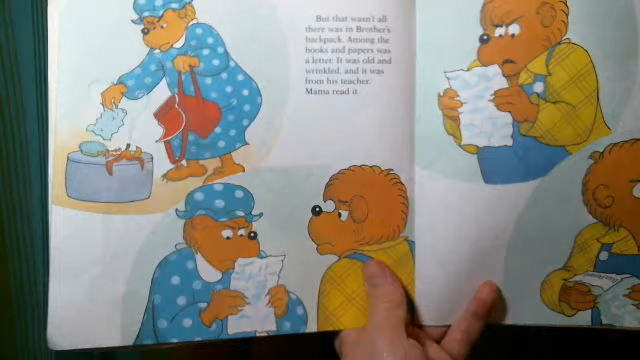 But that wasn't all
there was in Brother's
backpack. Among the
books and papers was
a letter. It was old and
wrinkled, and it was
from his teacher.
Mama read it.